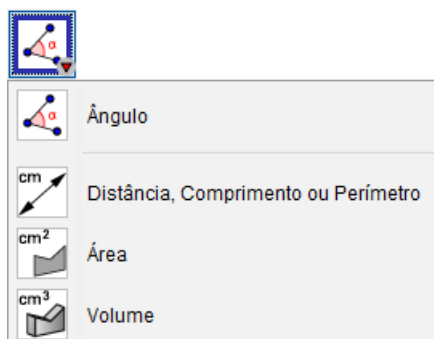 α
α
Ângulo
cm
Distância, Comprimento ou Perímetro
cm²
Área
cm³
Volume